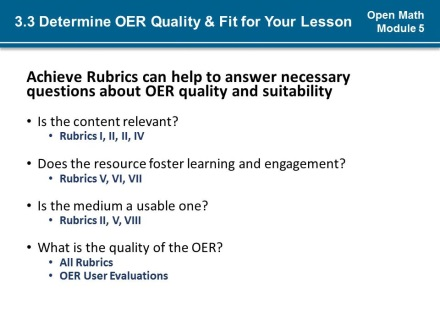 3.3 Determine OER Quality & Fit for Your Lesson
Open Math
Module 5
Achieve Rubrics can help to answer necessary
questions about OER quality and suitability
• Is the content relevant?
• Rubrics I, II, II, IV
• Does the resource foster learning and engagement?
• Rubrics V, VI, VII
• Is the medium a usable one?
• Rubrics II, V, VIII
• What is the quality of the OER?
• All Rubrics
• OER User Evaluations